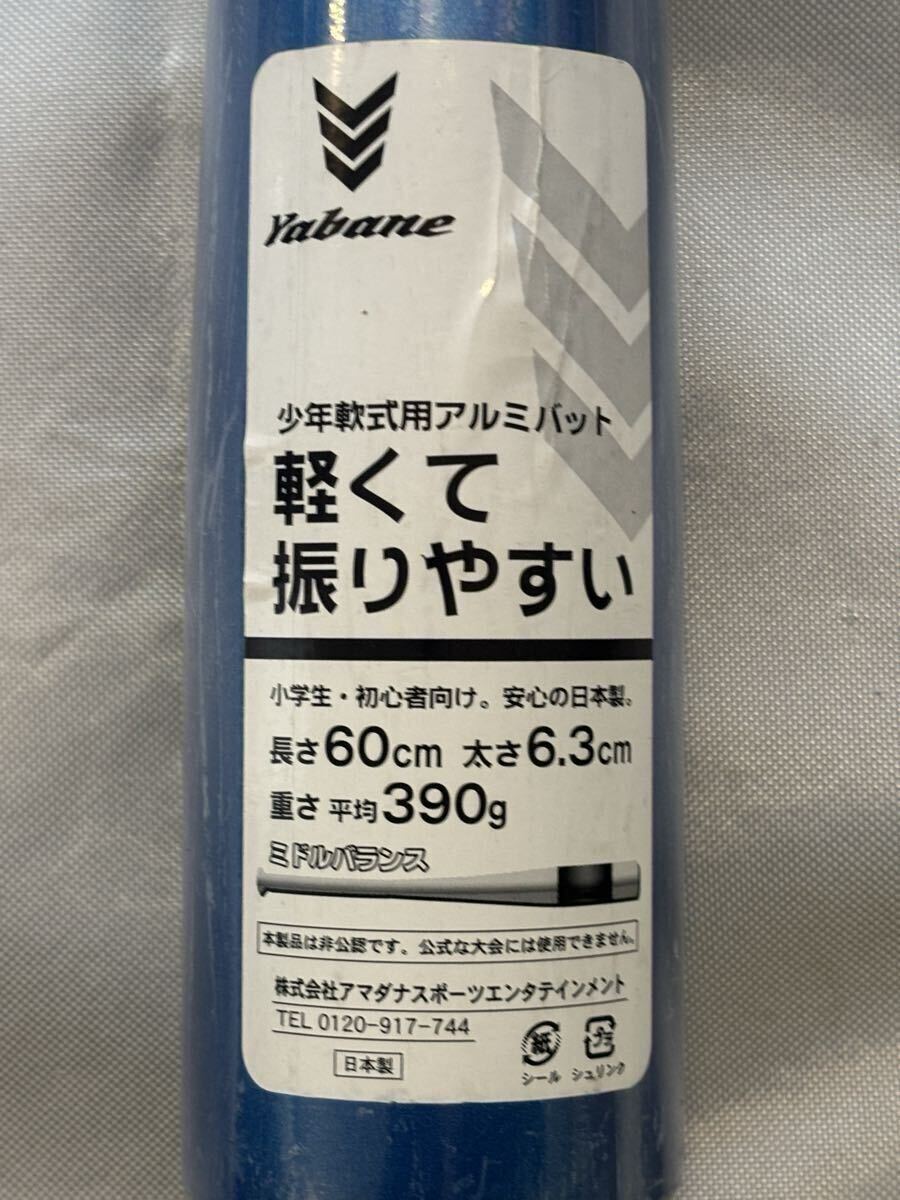 Yabane
少年軟式用アルミバット
軽くて
振りやすい
小学生・初心者向け。安心の日本製。
長さ60cm 太さ6.3cm
重さ 平均390g
ミドルバランス
本製品は非公認です。公式な大会には使用できません。
株式会社アマダナスポーツエンタテインメント
TEL 0120-917-744
日本製
紙 プラ
シール シュリンク